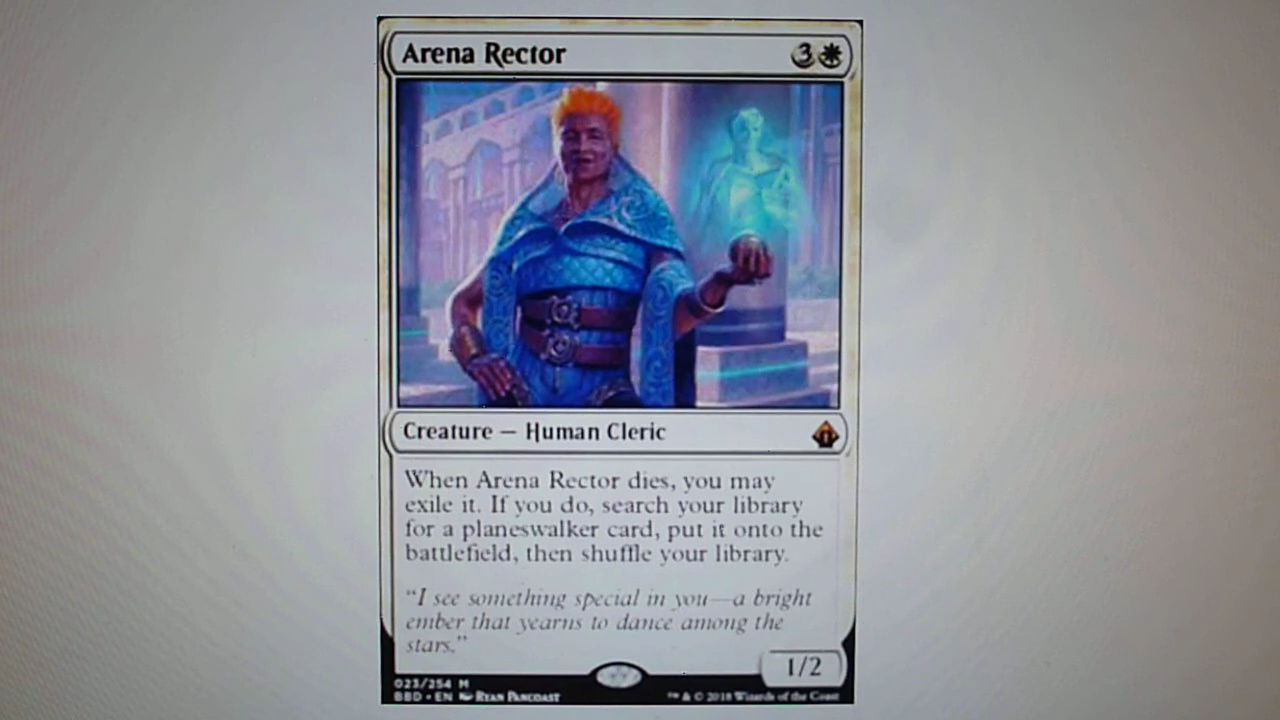 Arena Rector 3
Creature — Human Cleric
When Arena Rector dies, you may
exile it. If you do, search your library
for a planeswalker card, put it onto the
battlefield, then shuffle your library.
“I see something special in you—a bright
ember that yearns to dance among the
stars.”
1/2
023/254 M
BBD • EN Ryan Pancoast
™ & © 2018 Wizards of the Coast